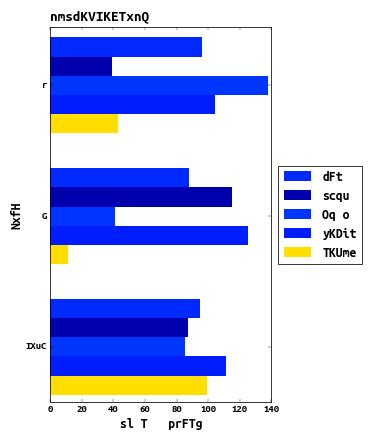 nmsdKVIKETxnQ
NxfH
r
G
IXuC
0 20 40 60 80 100 120 140
sl T prFTg
dFt
scqu
Oq o
yKDit
TKUme